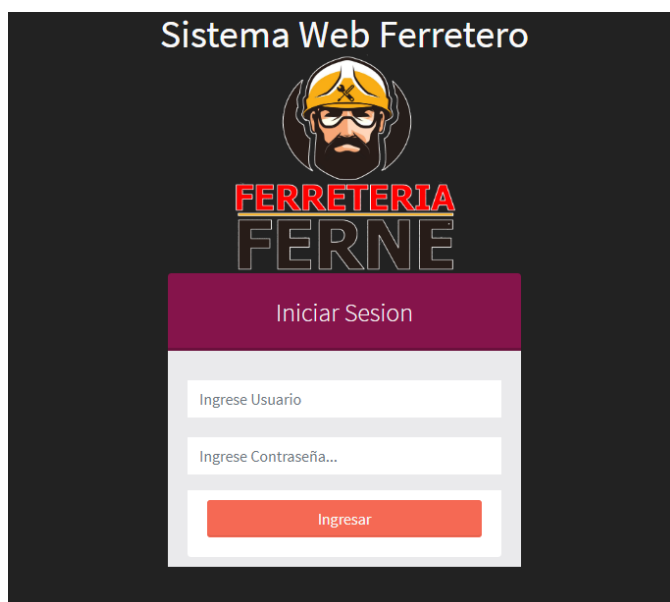 Sistema Web Ferretero
FERRETERIA
FERNE
Iniciar Sesion
Ingrese Usuario
Ingrese Contraseña...
Ingresar